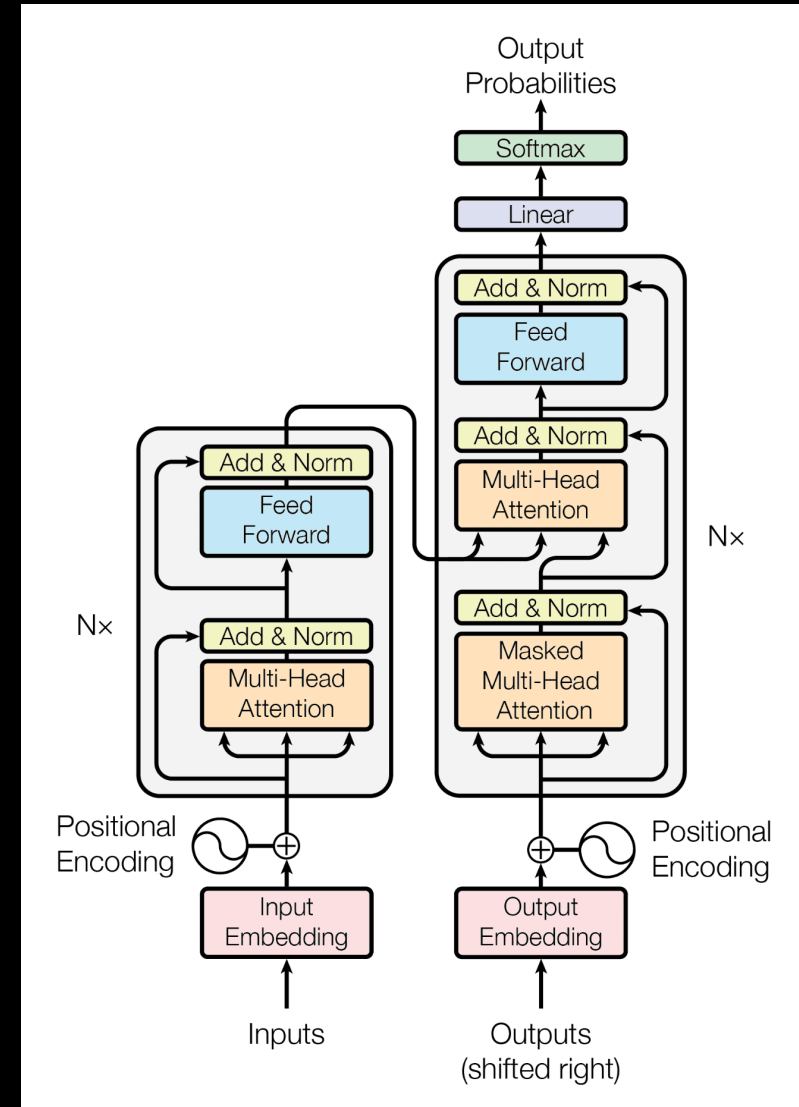 Output
Probabilities
Softmax
Linear
Add & Norm
Feed
Forward
Add & Norm
Multi-Head
Attention
Add & Norm
Masked
Multi-Head
Attention
N×
Add & Norm
Feed
Forward
Add & Norm
Multi-Head
Attention
N×
Positional
Encoding
Positional
Encoding
Input
Embedding
Output
Embedding
Inputs
Outputs
(shifted right)